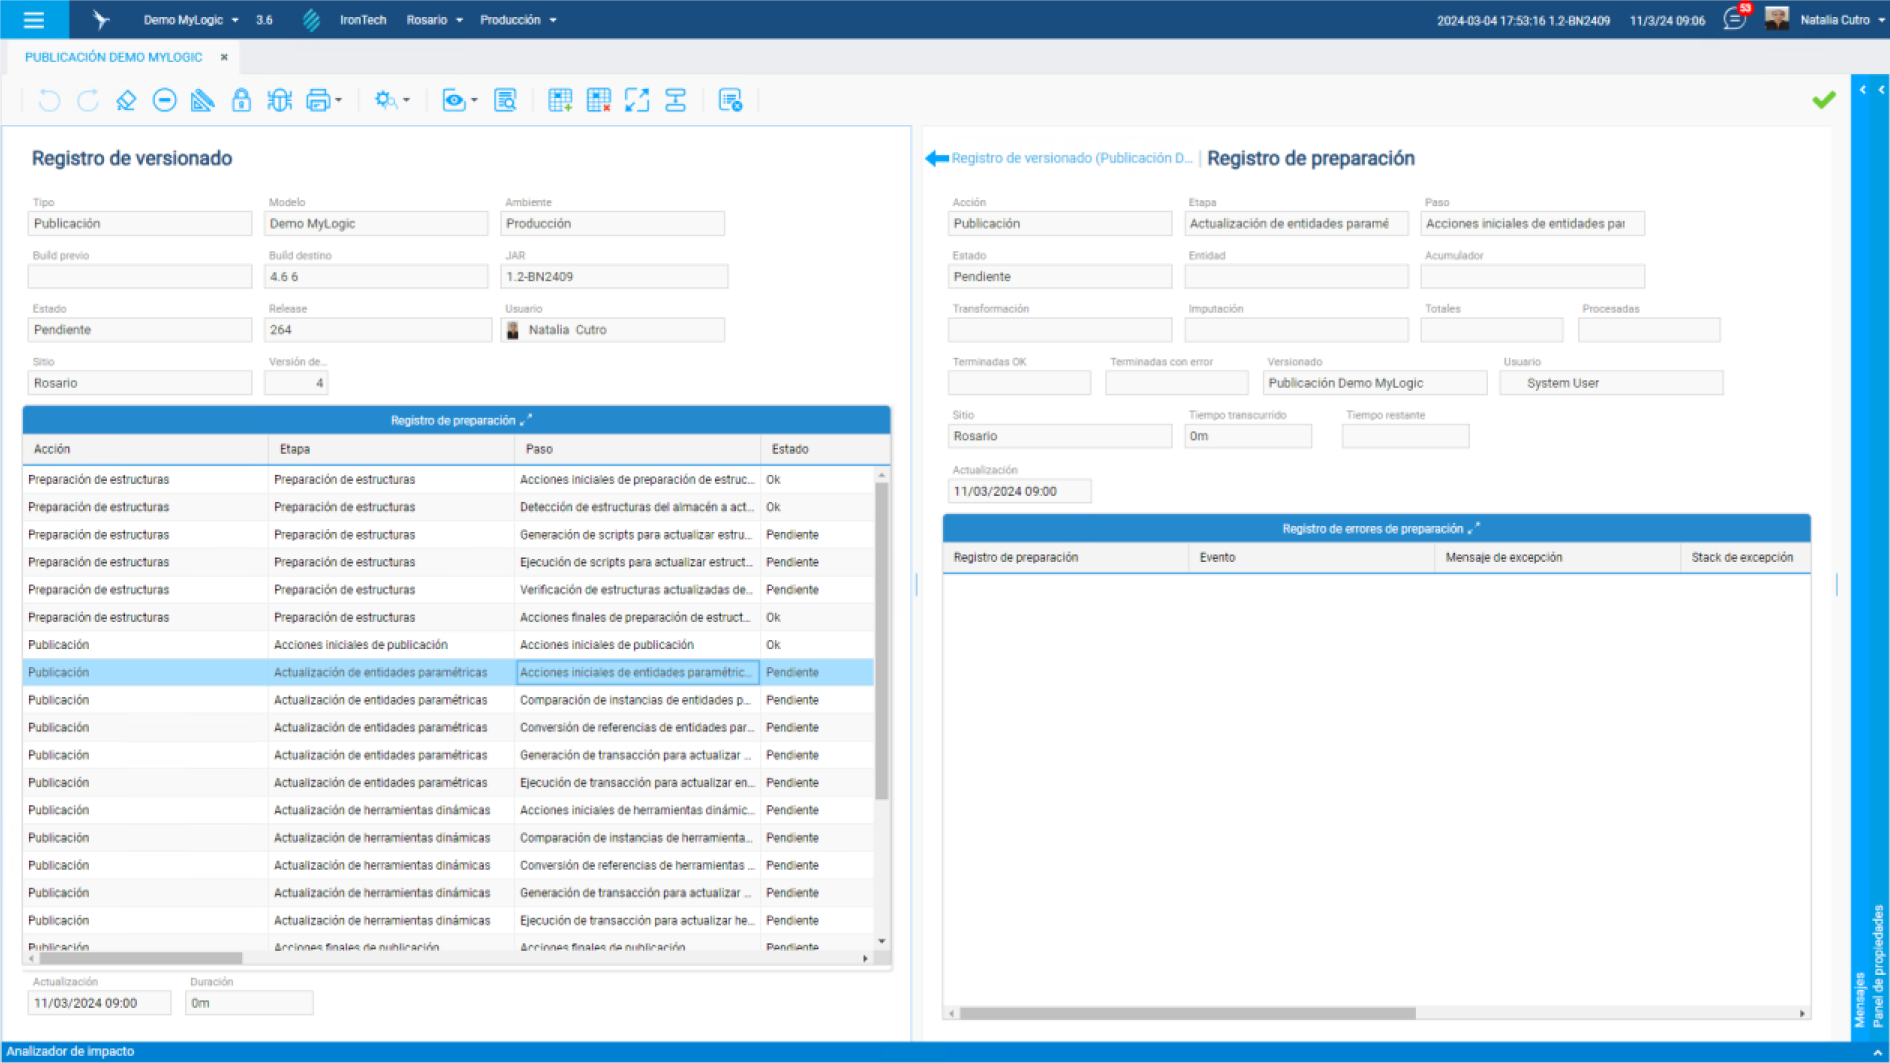 Demo MyLogic 3.6 IronTech Rosario Producción 2024-03-04 17:53:16 1.2-BN2409 11/3/24 09:06 53 Natalia Cutro
PUBLICACIÓN DEMO MYLOGIC ×
Registro de versionado
Tipo Modelo Ambiente
Publicación Demo MyLogic Producción
Build previo Build destino JAR
4.6 6 1.2-BN2409
Estado Release Usuario
Pendiente 264 Natalia Cutro
Sitio Versión de...
Rosario 4
Registro de preparación
Acción Etapa Paso Estado
Preparación de estructuras Preparación de estructuras Acciones iniciales de preparación de estruc... Ok
Preparación de estructuras Preparación de estructuras Detección de estructuras del almacén a act... Ok
Preparación de estructuras Preparación de estructuras Generación de scripts para actualizar estru... Pendiente
Preparación de estructuras Preparación de estructuras Ejecución de scripts para actualizar estruct... Pendiente
Preparación de estructuras Preparación de estructuras Verificación de estructuras actualizadas de... Pendiente
Preparación de estructuras Preparación de estructuras Acciones finales de preparación de estruct... Ok
Publicación Acciones iniciales de publicación Acciones iniciales de publicación Ok
Publicación Actualización de entidades paramétricas Acciones iniciales de entidades paramétric... Pendiente
Publicación Actualización de entidades paramétricas Comparación de instancias de entidades p... Pendiente
Publicación Actualización de entidades paramétricas Conversión de referencias de entidades par... Pendiente
Publicación Actualización de entidades paramétricas Generación de transacción para actualizar ... Pendiente
Publicación Actualización de entidades paramétricas Ejecución de transacción para actualizar en... Pendiente
Publicación Actualización de herramientas dinámicas Acciones iniciales de herramientas dinámic... Pendiente
Publicación Actualización de herramientas dinámicas Comparación de instancias de herramienta... Pendiente
Publicación Actualización de herramientas dinámicas Conversión de referencias de herramientas ... Pendiente
Publicación Actualización de herramientas dinámicas Generación de transacción para actualizar ... Pendiente
Publicación Actualización de herramientas dinámicas Ejecución de transacción para actualizar he... Pendiente
Publicación Acciones finales de publicación Acciones finales de publicación Pendiente
Actualización Duración
11/03/2024 09:00 0m
Registro de versionado (Publicación D... | Registro de preparación
Acción Etapa Paso
Publicación Actualización de entidades paramé Acciones iniciales de entidades par
Estado Entidad Acumulador
Pendiente
Transformación Imputación Totales Procesadas
Terminadas OK Terminadas con error Versionado Usuario
Publicación Demo MyLogic System User
Sitio Tiempo transcurrido Tiempo restante
Rosario 0m
Actualización
11/03/2024 09:00
Registro de errores de preparación
Registro de preparación Evento Mensaje de excepción Stack de excepción
Mensajes
Panel de propiedades
Analizador de impacto